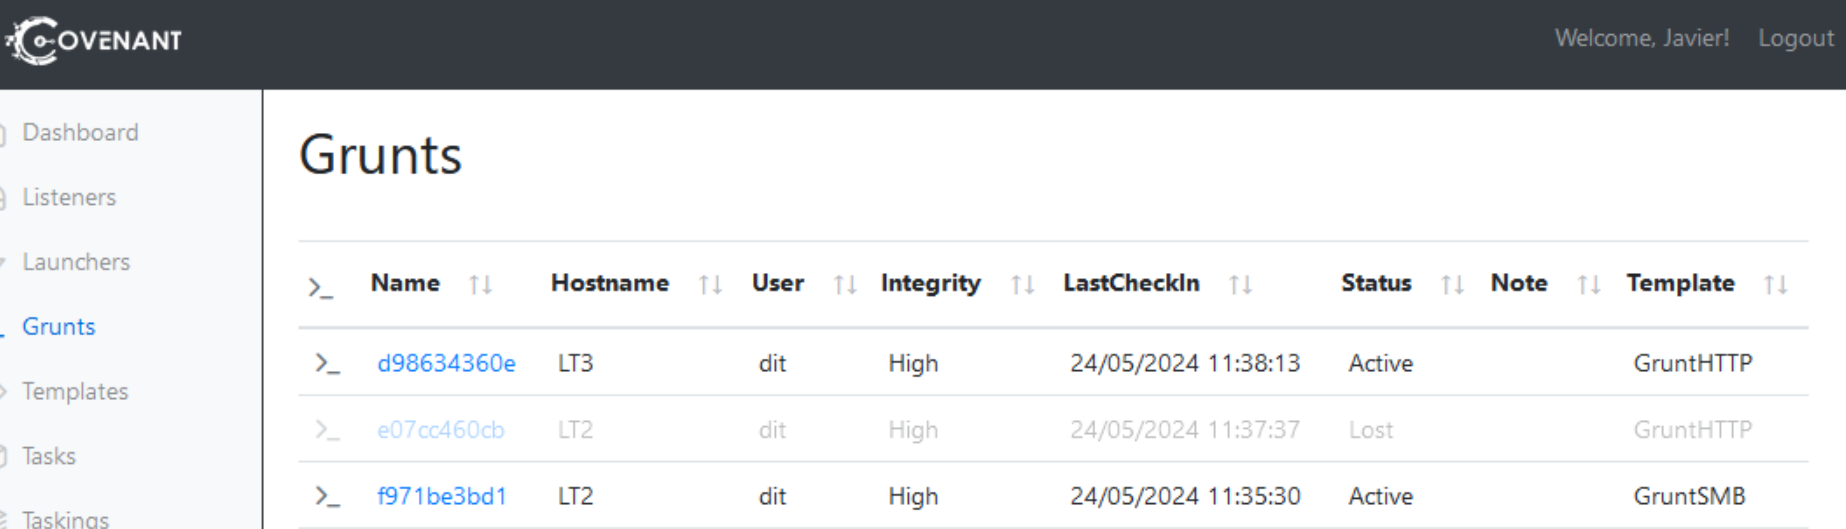 COVENANT
Welcome, Javier! Logout
Dashboard
Listeners
Launchers
Grunts
Templates
Tasks
Taskings
Grunts
>_ Name ↑↓ Hostname ↑↓ User ↑↓ Integrity ↑↓ LastCheckIn ↑↓ Status ↑↓ Note ↑↓ Template ↑↓
>_ d98634360e LT3 dit High 24/05/2024 11:38:13 Active GruntHTTP
>_ e07cc460cb LT2 dit High 24/05/2024 11:37:37 Lost GruntHTTP
>_ f971be3bd1 LT2 dit High 24/05/2024 11:35:30 Active GruntSMB